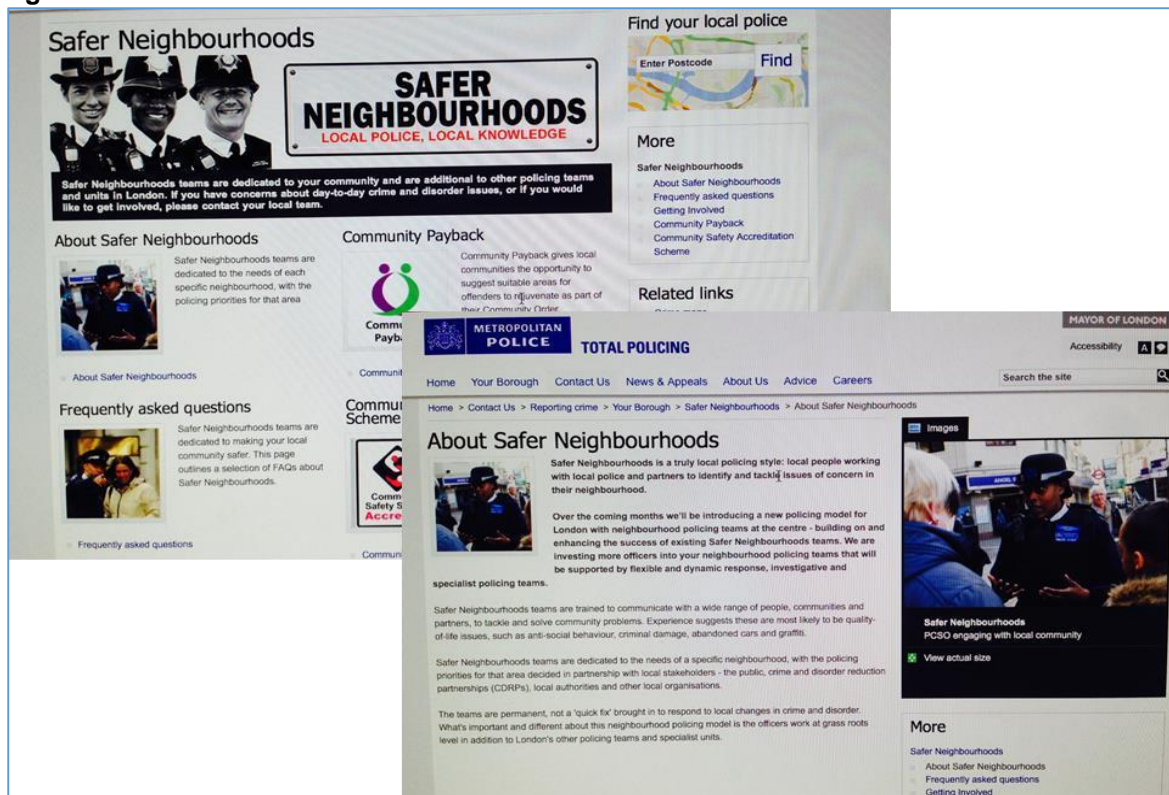 Safer Neighbourhoods
SAFER
NEIGHBOURHOODS
LOCAL POLICE, LOCAL KNOWLEDGE
Safer Neighbourhoods teams are dedicated to your community and are additional to other policing teams
and units in London. If you have concerns about day-to-day crime and disorder issues, or if you would
like to get involved, please contact your local team.
About Safer Neighbourhoods
Safer Neighbourhoods teams are
dedicated to the needs of each
specific neighbourhood, with the
policing priorities for that area
About Safer Neighbourhoods
Community Payback
Community Payback gives local
communities the opportunity to
suggest suitable areas for
offenders to rejuvenate as part of
their Community Order
Commu
Payb
Communi
Frequently asked questions
Safer Neighbourhoods teams are
dedicated to making your local
community safer. This page
outlines a selection of FAQs about
Safer Neighbourhoods.
Frequently asked questions
Commu
Scheme
Comm
Safety S
Accre
Commun
Find your local police
Enter Postcode Find
More
Safer Neighbourhoods
About Safer Neighbourhoods
Frequently asked questions
Getting Involved
Community Payback
Community Safety Accreditation
Scheme
Related links
METROPOLITAN
POLICE
TOTAL POLICING
MAYOR OF LONDON
Accessibility A
Home Your Borough Contact Us News & Appeals About Us Advice Careers
Search the site
Home > Contact Us > Reporting crime > Your Borough > Safer Neighbourhoods > About Safer Neighbourhoods
About Safer Neighbourhoods
Safer Neighbourhoods is a truly local policing style: local people working
with local police and partners to identify and tackle issues of concern in
their neighbourhood.
Over the coming months we'll be introducing a new policing model for
London with neighbourhood policing teams at the centre - building on and
enhancing the success of existing Safer Neighbourhoods teams. We are
investing more officers into your neighbourhood policing teams that will
be supported by flexible and dynamic response, investigative and
specialist policing teams.
Safer Neighbourhoods teams are trained to communicate with a wide range of people, communities and
partners, to tackle and solve community problems. Experience suggests these are most likely to be quality-
of-life issues, such as anti-social behaviour, criminal damage, abandoned cars and graffiti.
Safer Neighbourhoods teams are dedicated to the needs of a specific neighbourhood, with the policing
priorities for that area decided in partnership with local stakeholders - the public, crime and disorder reduction
partnerships (CDRPs), local authorities and other local organisations.
The teams are permanent, not a 'quick fix' brought in to respond to local changes in crime and disorder.
What's important and different about this neighbourhood policing model is the officers work at grass roots
level in addition to London's other policing teams and specialist units.
Images
Safer Neighbourhoods
PCSO engaging with local community
View actual size
More
Safer Neighbourhoods
About Safer Neighbourhoods
Frequently asked questions
Getting Involved